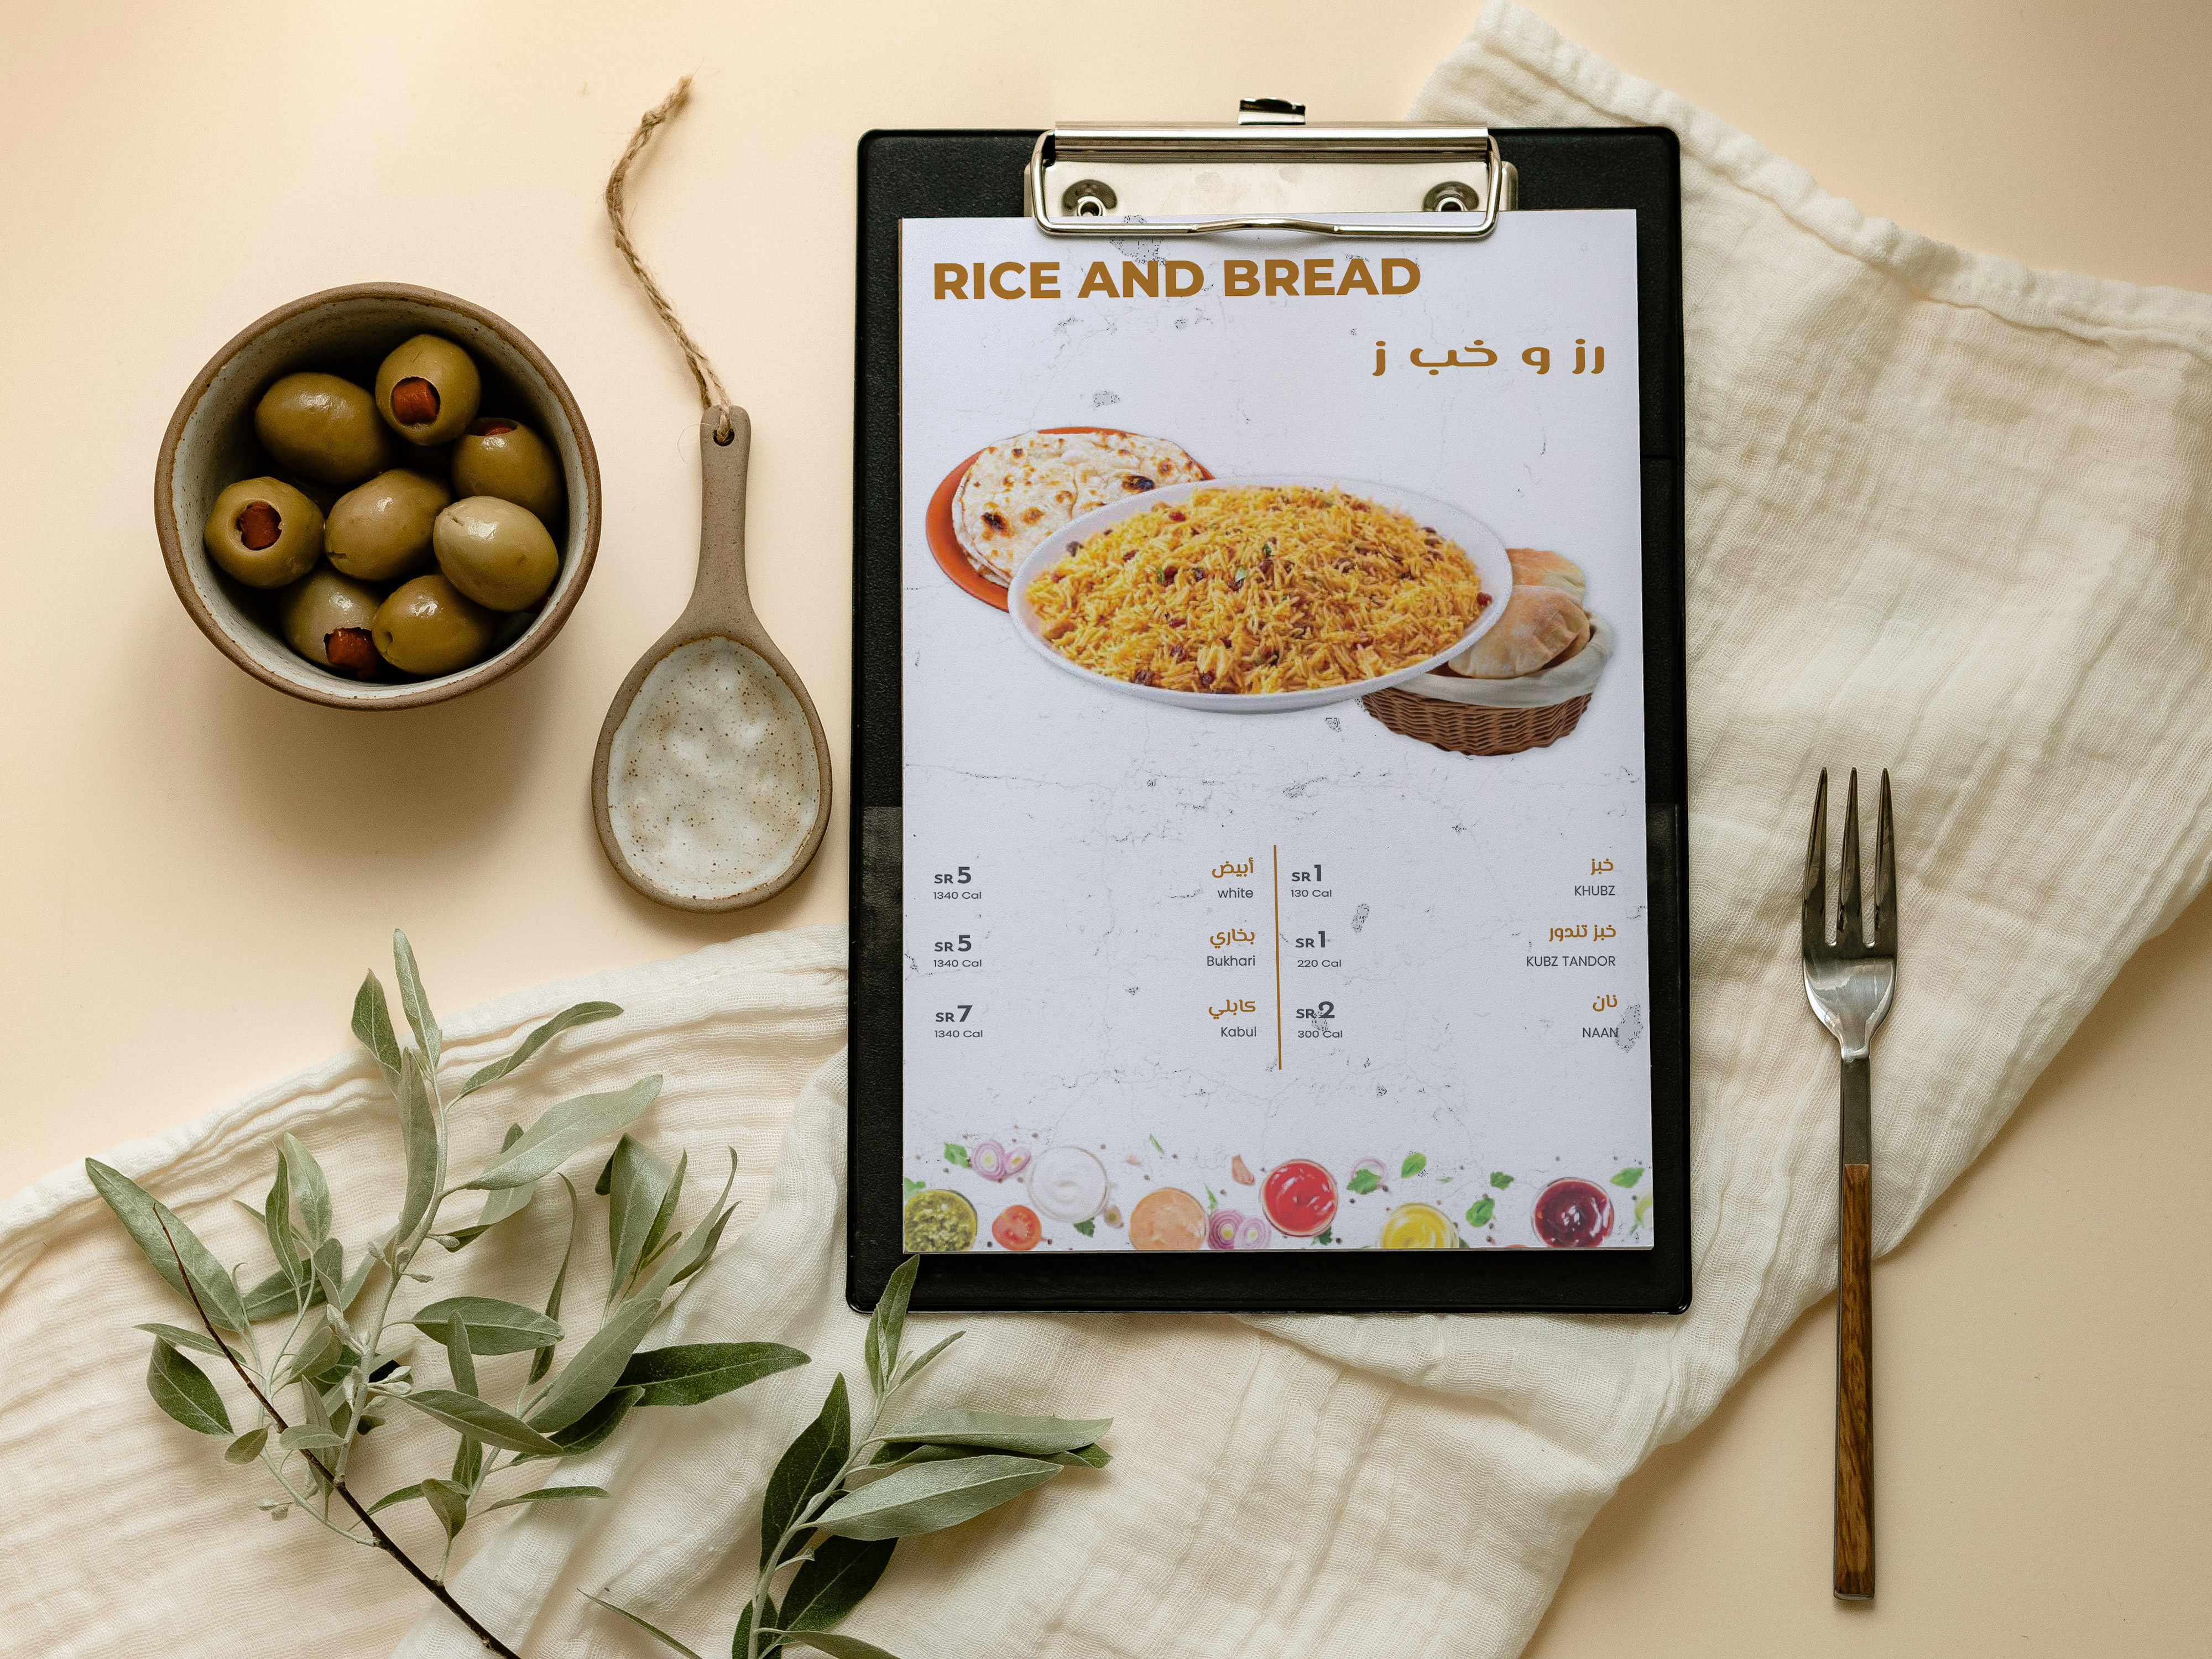 RICE AND BREAD
رز و خب ز
SR 5 أبيض
1340 Cal white
SR 5 بخاري
1340 Cal Bukhari
SR 7 كابلي
1340 Cal Kabul
SR 1 خبز
130 Cal KHUBZ
SR 1 خبز تندور
220 Cal KUBZ TANDOR
SR 2 نان
300 Cal NAAN